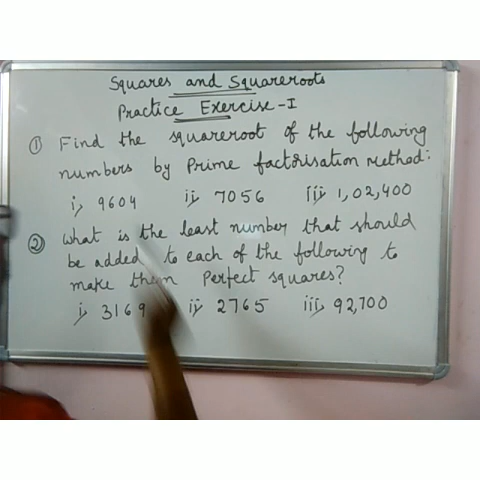 Squares and Squareroots
Practice Exercise-I
① Find the squareroot of the following
numbers by Prime factorisation method:
i) 9604 ii) 7056 iii) 1,02,400
② What is the least number that should
be added to each of the following to
make them Perfect squares?
i) 3169 ii) 2765 iii) 92,700